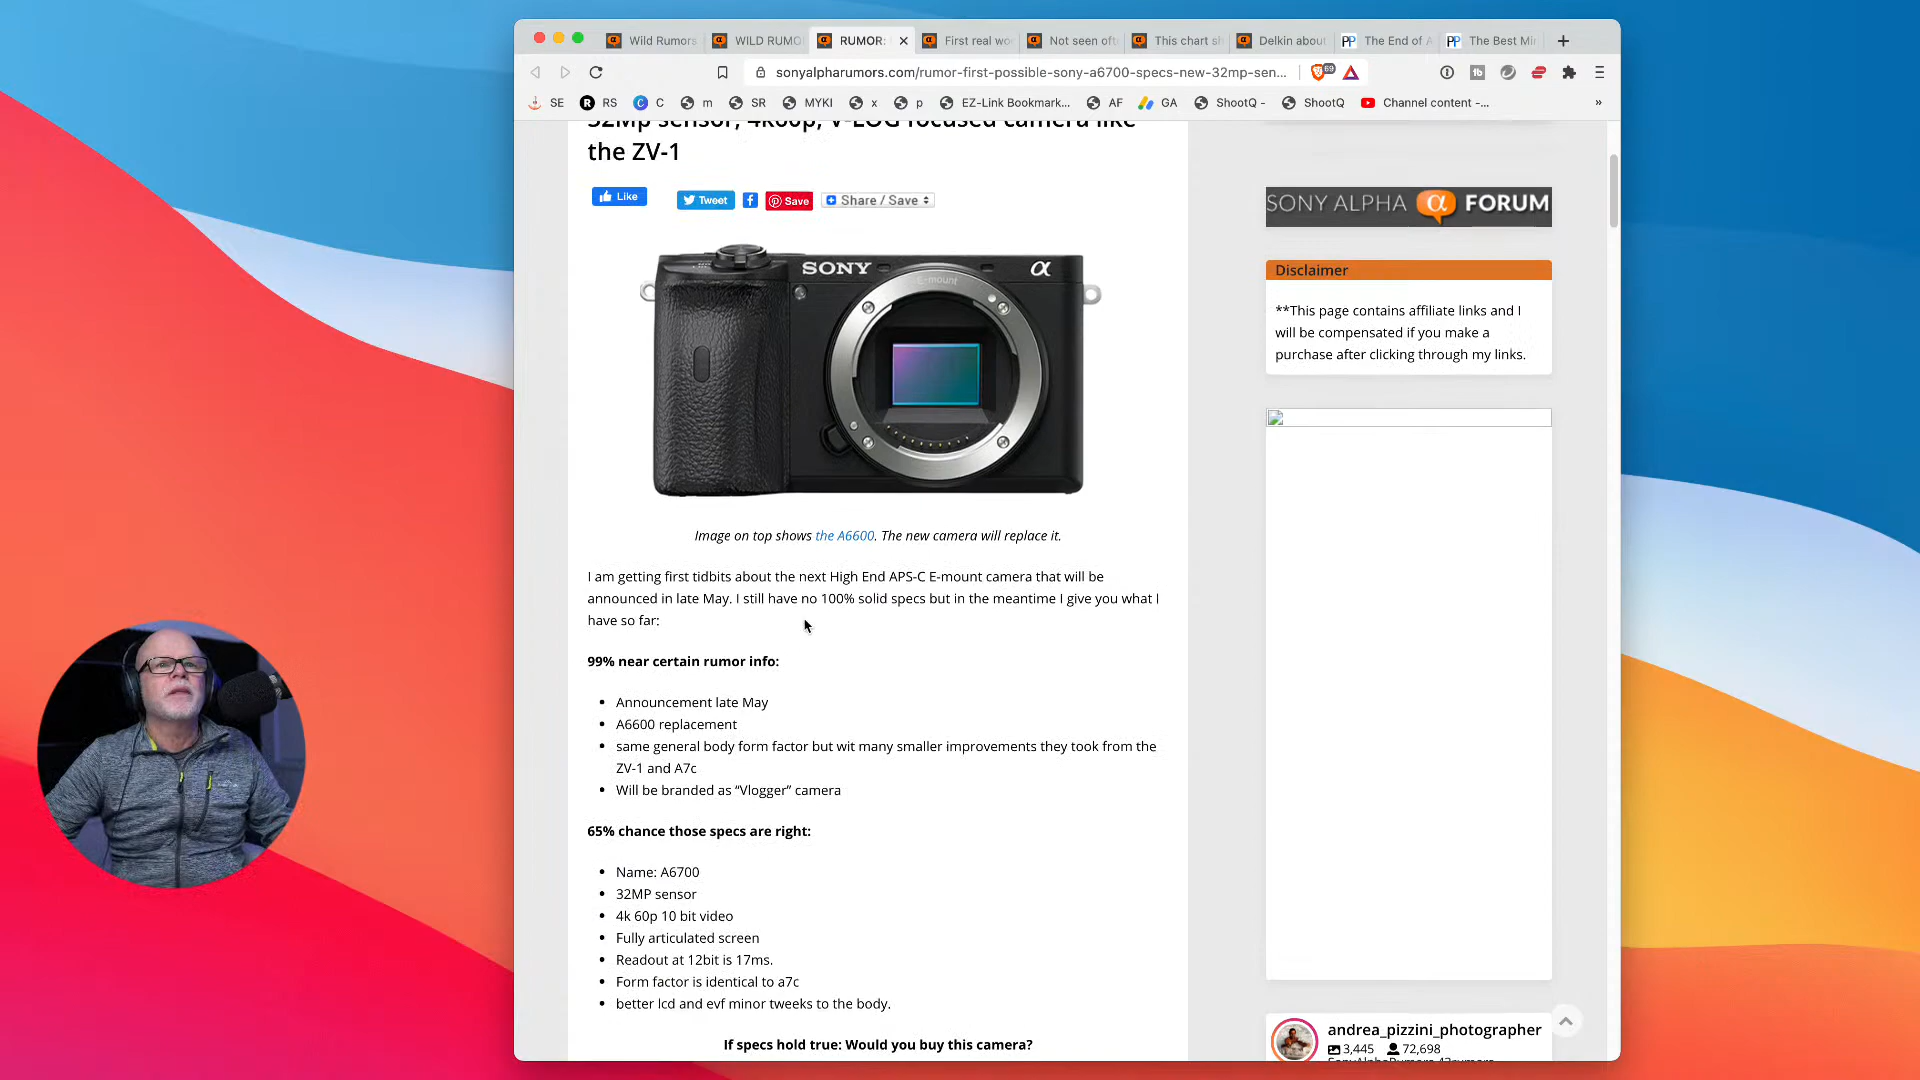 Wild Rumors
WILD RUMO
RUMOR:
First real wo
Not seen oft
This chart sh
Delkin about
The End of A
The Best Mir
sonyalpharumors.com/rumor-first-possible-sony-a6700-specs-new-32mp-sen...
69
SE
RS
C
m
SR
MYKI
x
p
EZ-Link Bookmark...
AF
GA
ShootQ -
ShootQ
Channel content -...
»
32Mp sensor, 4k60p, V-LOG focused camera like
the ZV-1
Like
Tweet
Save
Share / Save
SONY α
E-mount
Image on top shows the A6600. The new camera will replace it.
I am getting first tidbits about the next High End APS-C E-mount camera that will be
announced in late May. I still have no 100% solid specs but in the meantime I give you what I
have so far:
99% near certain rumor info:
• Announcement late May
• A6600 replacement
• same general body form factor but wit many smaller improvements they took from the
ZV-1 and A7c
• Will be branded as “Vlogger” camera
65% chance those specs are right:
• Name: A6700
• 32MP sensor
• 4k 60p 10 bit video
• Fully articulated screen
• Readout at 12bit is 17ms.
• Form factor is identical to a7c
• better lcd and evf minor tweeks to the body.
If specs hold true: Would you buy this camera?
SONY ALPHA α FORUM
Disclaimer
**This page contains affiliate links and I
will be compensated if you make a
purchase after clicking through my links.
andrea_pizzini_photographer
3,445 72,698